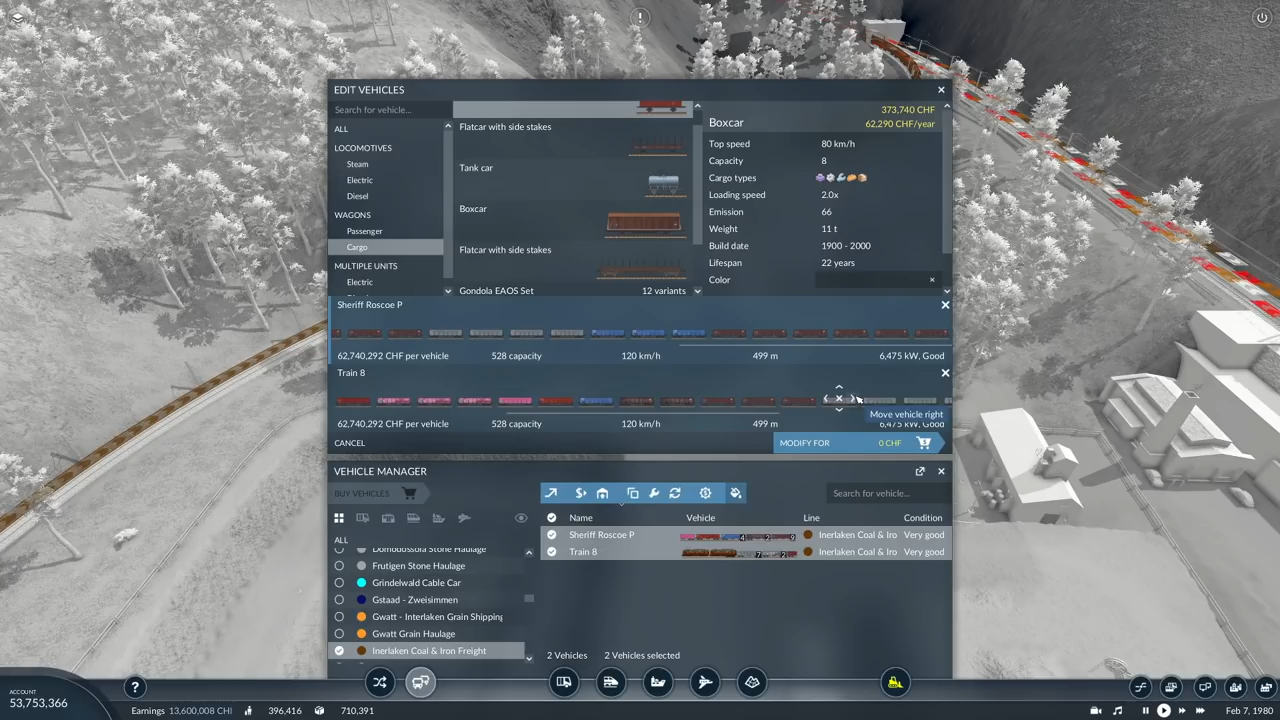 EDIT VEHICLES
Search for vehicle...
ALL
LOCOMOTIVES
Steam
Electric
Diesel
WAGONS
Passenger
Cargo
MULTIPLE UNITS
Electric
Flatcar with side stakes
Tank car
Boxcar
Flatcar with side stakes
Gondola EAOS Set 12 variants
373,740 CHF
Boxcar 62,290 CHF/year
Top speed 80 km/h
Capacity 8
Cargo types
Loading speed 2.0x
Emission 66
Weight 11 t
Build date 1900 - 2000
Lifespan 22 years
Color
Sheriff Roscoe P
62,740,292 CHF per vehicle 528 capacity 120 km/h 499 m 6,475 kW, Good
Train 8
Move vehicle right
62,740,292 CHF per vehicle 528 capacity 120 km/h 499 m 6,475 kW, Good
CANCEL
MODIFY FOR 0 CHF
VEHICLE MANAGER
BUY VEHICLES
Search for vehicle...
ALL
Domodossola Stone Haulage
Frutigen Stone Haulage
Grindelwald Cable Car
Gstaad - Zweisimmen
Gwatt - Interlaken Grain Shipping
Gwatt Grain Haulage
Inerlaken Coal & Iron Freight
Name Vehicle Line Condition
Sheriff Roscoe P Inerlaken Coal & Iro Very good
Train 8 Inerlaken Coal & Iro Very good
2 Vehicles 2 Vehicles selected
ACCOUNT
53,753,366
?
Earnings 13,600,008 CHI 396,416 710,391
Feb 7, 1980